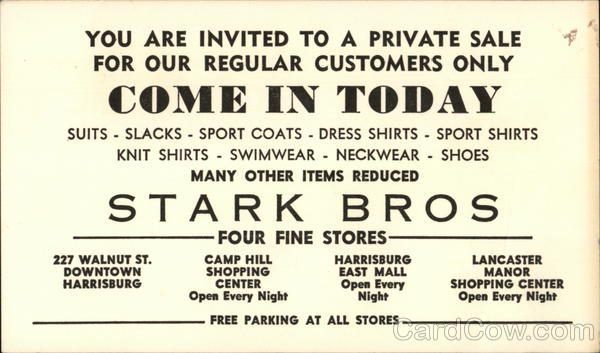 YOU ARE INVITED TO A PRIVATE SALE
FOR OUR REGULAR CUSTOMERS ONLY
COME IN TODAY
SUITS - SLACKS - SPORT COATS - DRESS SHIRTS - SPORT SHIRTS
KNIT SHIRTS - SWIMWEAR - NECKWEAR - SHOES
MANY OTHER ITEMS REDUCED
STARK BROS
FOUR FINE STORES
227 WALNUT ST.
DOWNTOWN
HARRISBURG
CAMP HILL
SHOPPING
CENTER
Open Every Night
HARRISBURG
EAST MALL
Open Every
Night
LANCASTER
MANOR
SHOPPING CENTER
Open Every Night
FREE PARKING AT ALL STORES
CardCow.com